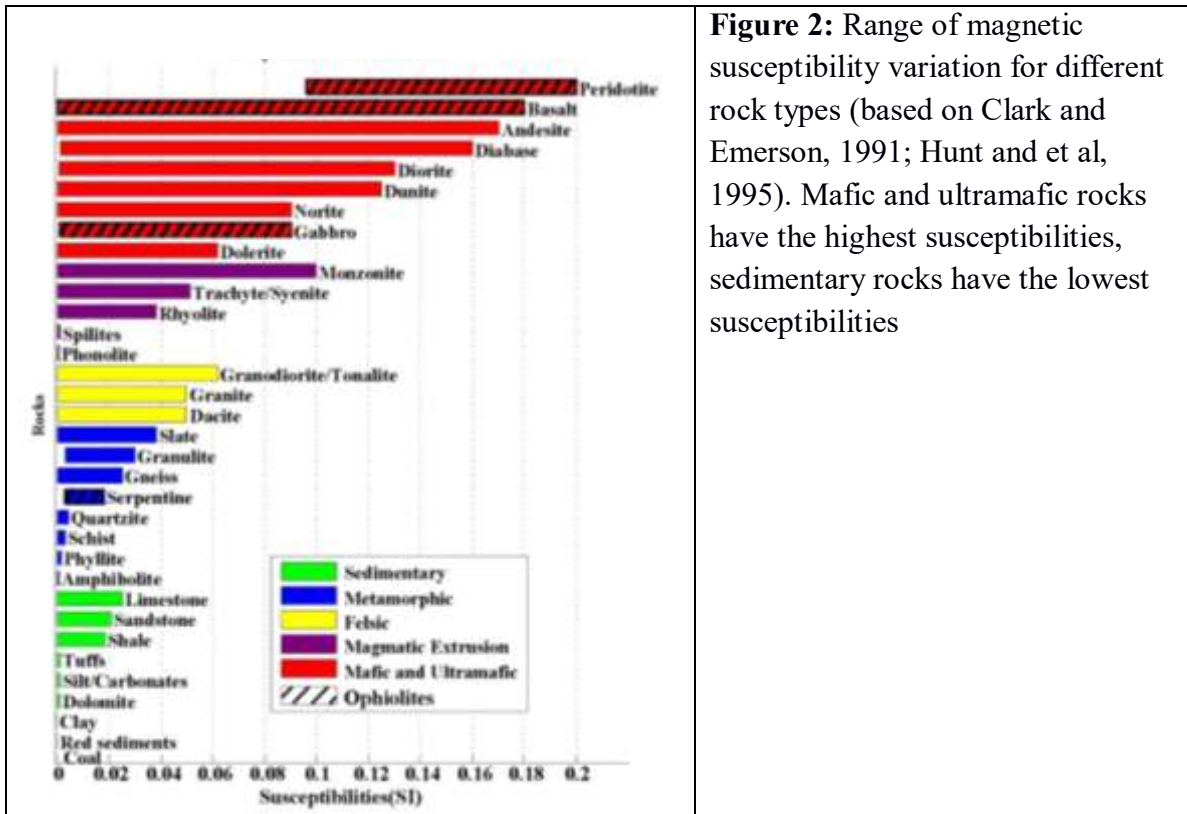 Peridotite
Basalt
Andesite
Diabase
Diorite
Dunite
Norite
Gabbro
Dolerite
Monzonite
Trachyte/Syenite
Rhyolite
Spilites
Phonolite
Granodiorite/Tonalite
Granite
Dacite
Slate
Granulite
Gneiss
Serpentine
Quartzite
Schist
Phyllite
Amphibolite
Limestone
Sandstone
Shale
Tuffs
Silt/Carbonates
Dolomite
Clay
Red sediments
Coal
Rocks
Sedimentary
Metamorphic
Felsic
Magmatic Extrusion
Mafic and Ultramafic
Ophiolites
0 0.02 0.04 0.06 0.08 0.1 0.12 0.14 0.16 0.18 0.2
Susceptibilities(SI)
Figure 2: Range of magnetic
susceptibility variation for different
rock types (based on Clark and
Emerson, 1991; Hunt and et al,
1995). Mafic and ultramafic rocks
have the highest susceptibilities,
sedimentary rocks have the lowest
susceptibilities